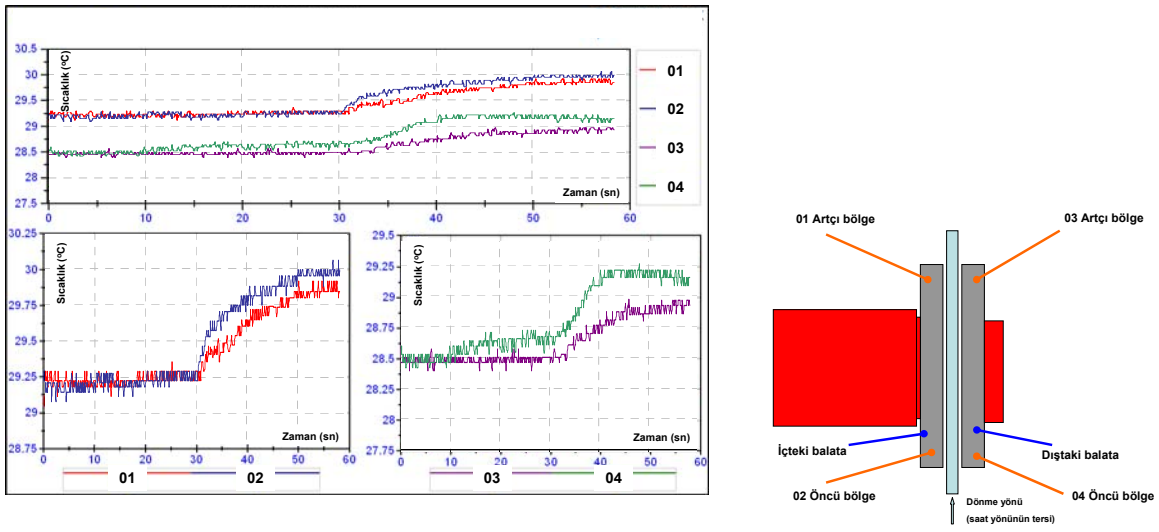 30.5
30
29.5
29
28.5
28
27.5
Sıcaklık (ºC)
Zaman (sn)
0 10 20 30 40 50 60
01
02
03
04
30.25
30
29.75
29.5
29.25
29
28.75
Sıcaklık (ºC)
Zaman (sn)
0 10 20 30 40 50 60
01 02
29.5
29.25
29
28.75
28.5
28.25
28
27.75
Sıcaklık (ºC)
Zaman (sn)
0 10 20 30 40 50 60
03 04
01 Artçı bölge
03 Artçı bölge
İçteki balata
Dıştaki balata
02 Öncü bölge
04 Öncü bölge
Dönme yönü
(saat yönünün tersi)